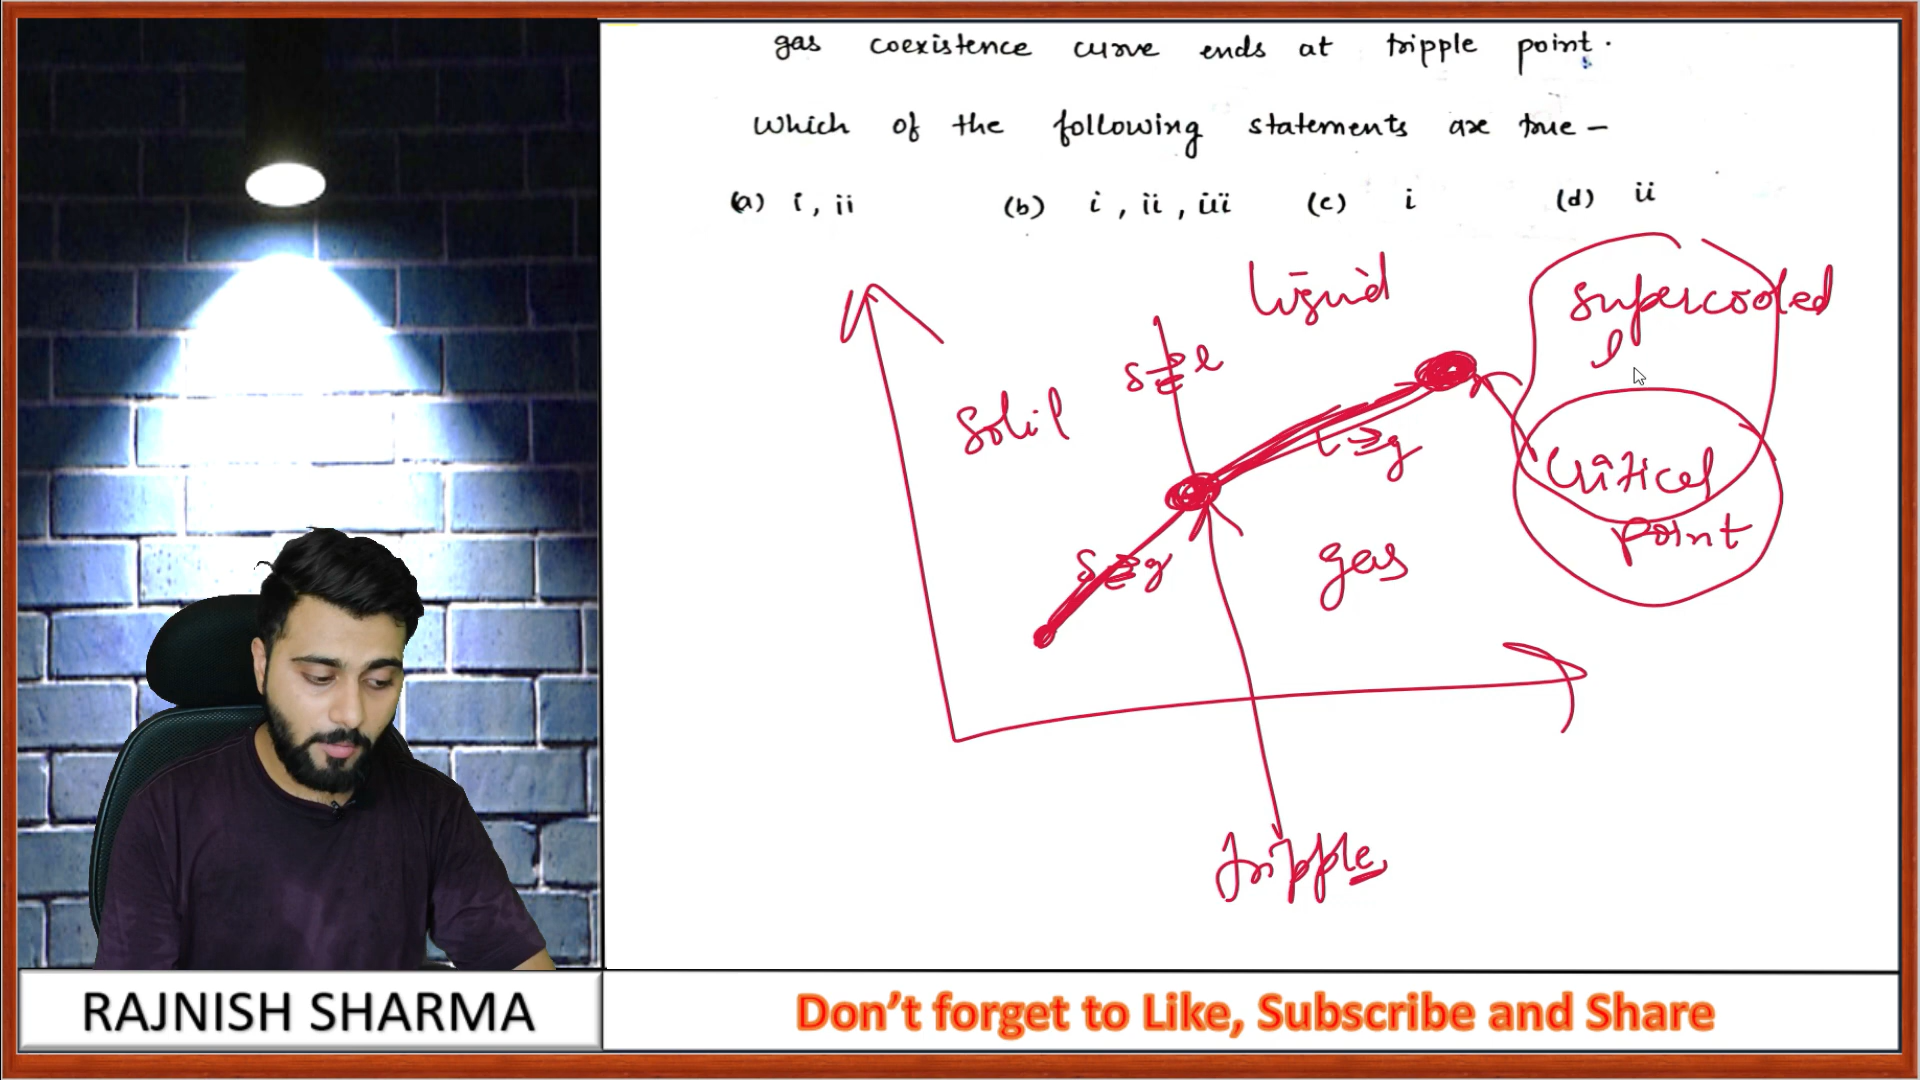 gas coexistence curve ends at tripple point.
Which of the following statements are true –
(a) i, ii (b) i, ii, iii (c) i (d) ii
Liquid
supercooled
l
s ⇌ l
Solid
l ⇌ g
Critical
point
s ⇌ g
gas
tripple
RAJNISH SHARMA
Don't forget to Like, Subscribe and Share